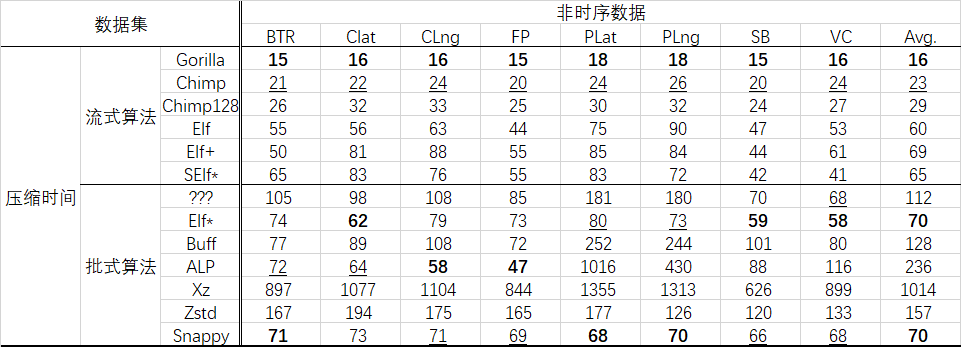 数据集 非时序数据
BTR Clat CLng FP PLat PLng SB VC Avg.
压缩时间 流式算法 Gorilla 15 16 16 15 18 18 15 16 16
Chimp 21 22 24 20 24 26 20 24 23
Chimp128 26 32 33 25 30 32 24 27 29
Elf 55 56 63 44 75 90 47 53 60
Elf+ 50 81 88 55 85 84 44 61 69
SElf* 65 83 76 55 83 72 42 41 65
批式算法 ??? 105 98 108 85 181 180 70 68 112
Elf* 74 62 79 73 80 73 59 58 70
Buff 77 89 108 72 252 244 101 80 128
ALP 72 64 58 47 1016 430 88 116 236
Xz 897 1077 1104 844 1355 1313 626 899 1014
Zstd 167 194 175 165 177 126 120 133 157
Snappy 71 73 71 69 68 70 66 68 70